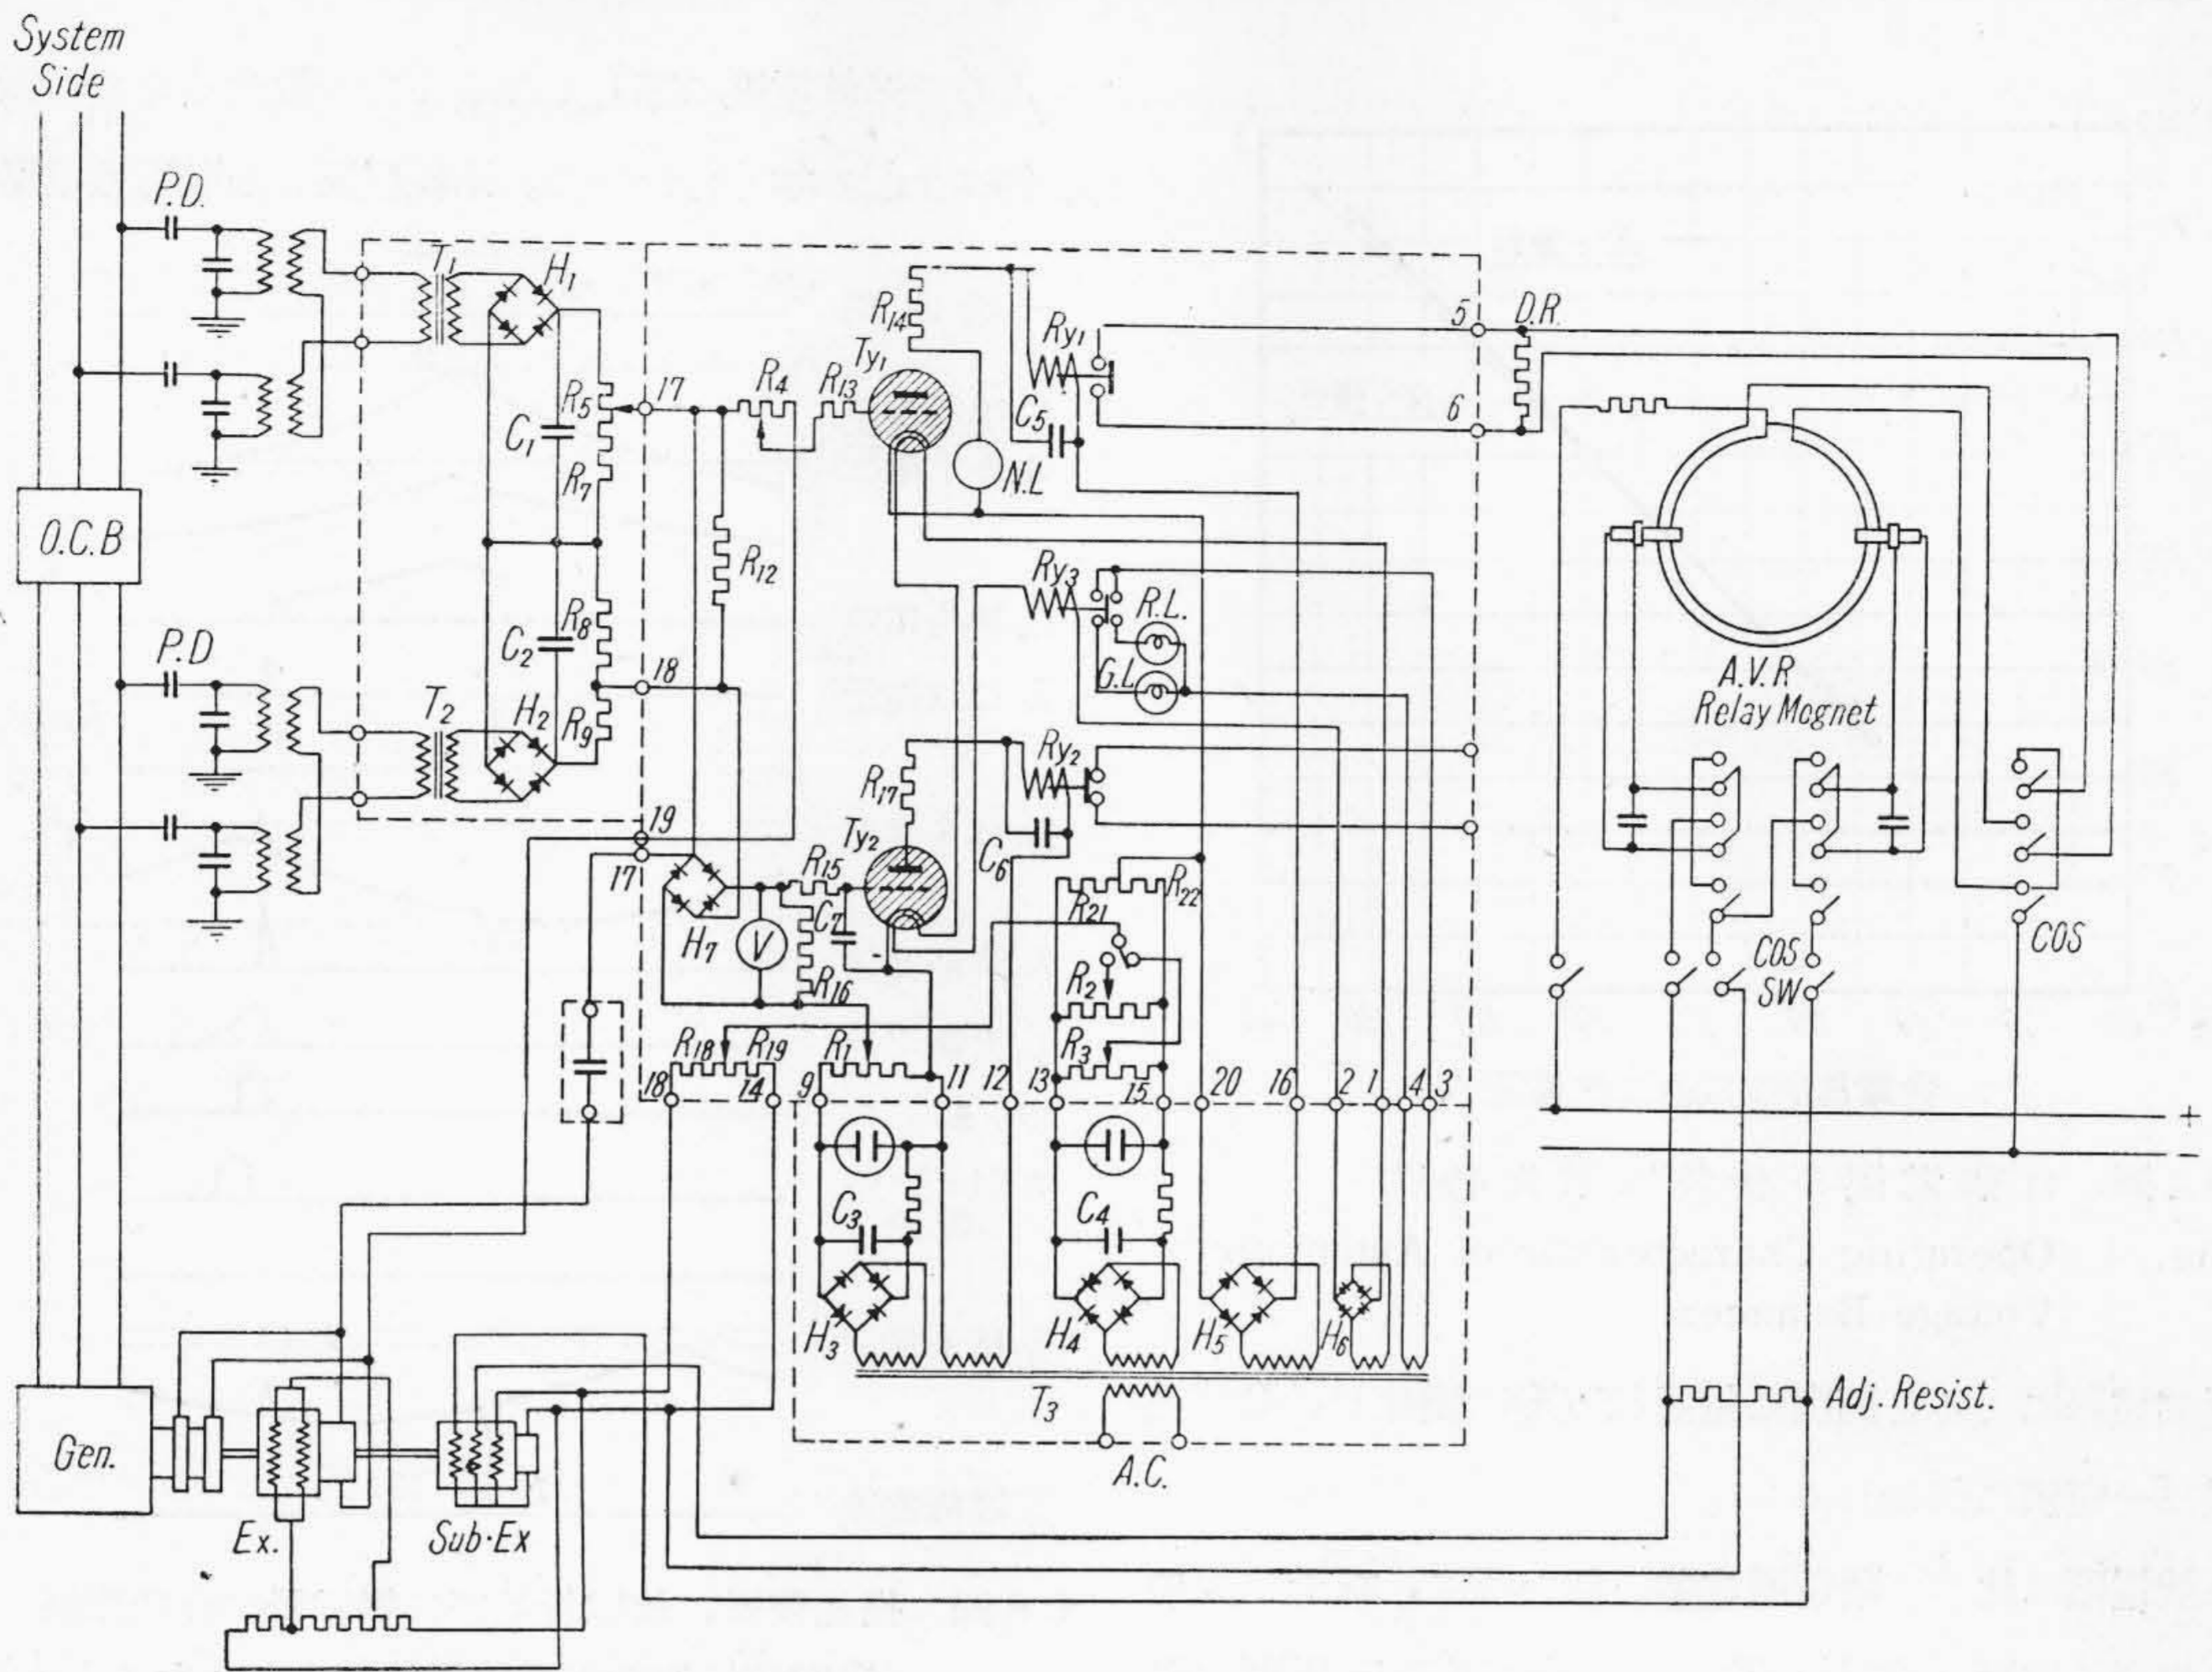 System
Side
P.D.
T1
H1
R14
Ry1
5
D.R.
Ty1
R4
R13
17
R5
C1
C5
6
R7
N.L
O.C.B
R12
Ry3
R.L.
R8
C2
G.L.
P.D
18
A.V.R
Relay Mognet
T2
H2
R9
Ry2
R17
19
Ty2
17
R15
C6
R22
R21
C7
H7
V
COS
R2
COS
SW
R16
R18
R19
R1
R3
18
14
9
11
12
13
15
20
16
2
1
4
3
+
−
C3
C4
H3
H4
H5
H6
T3
Adj. Resist.
Gen.
A.C.
Ex.
Sub·Ex